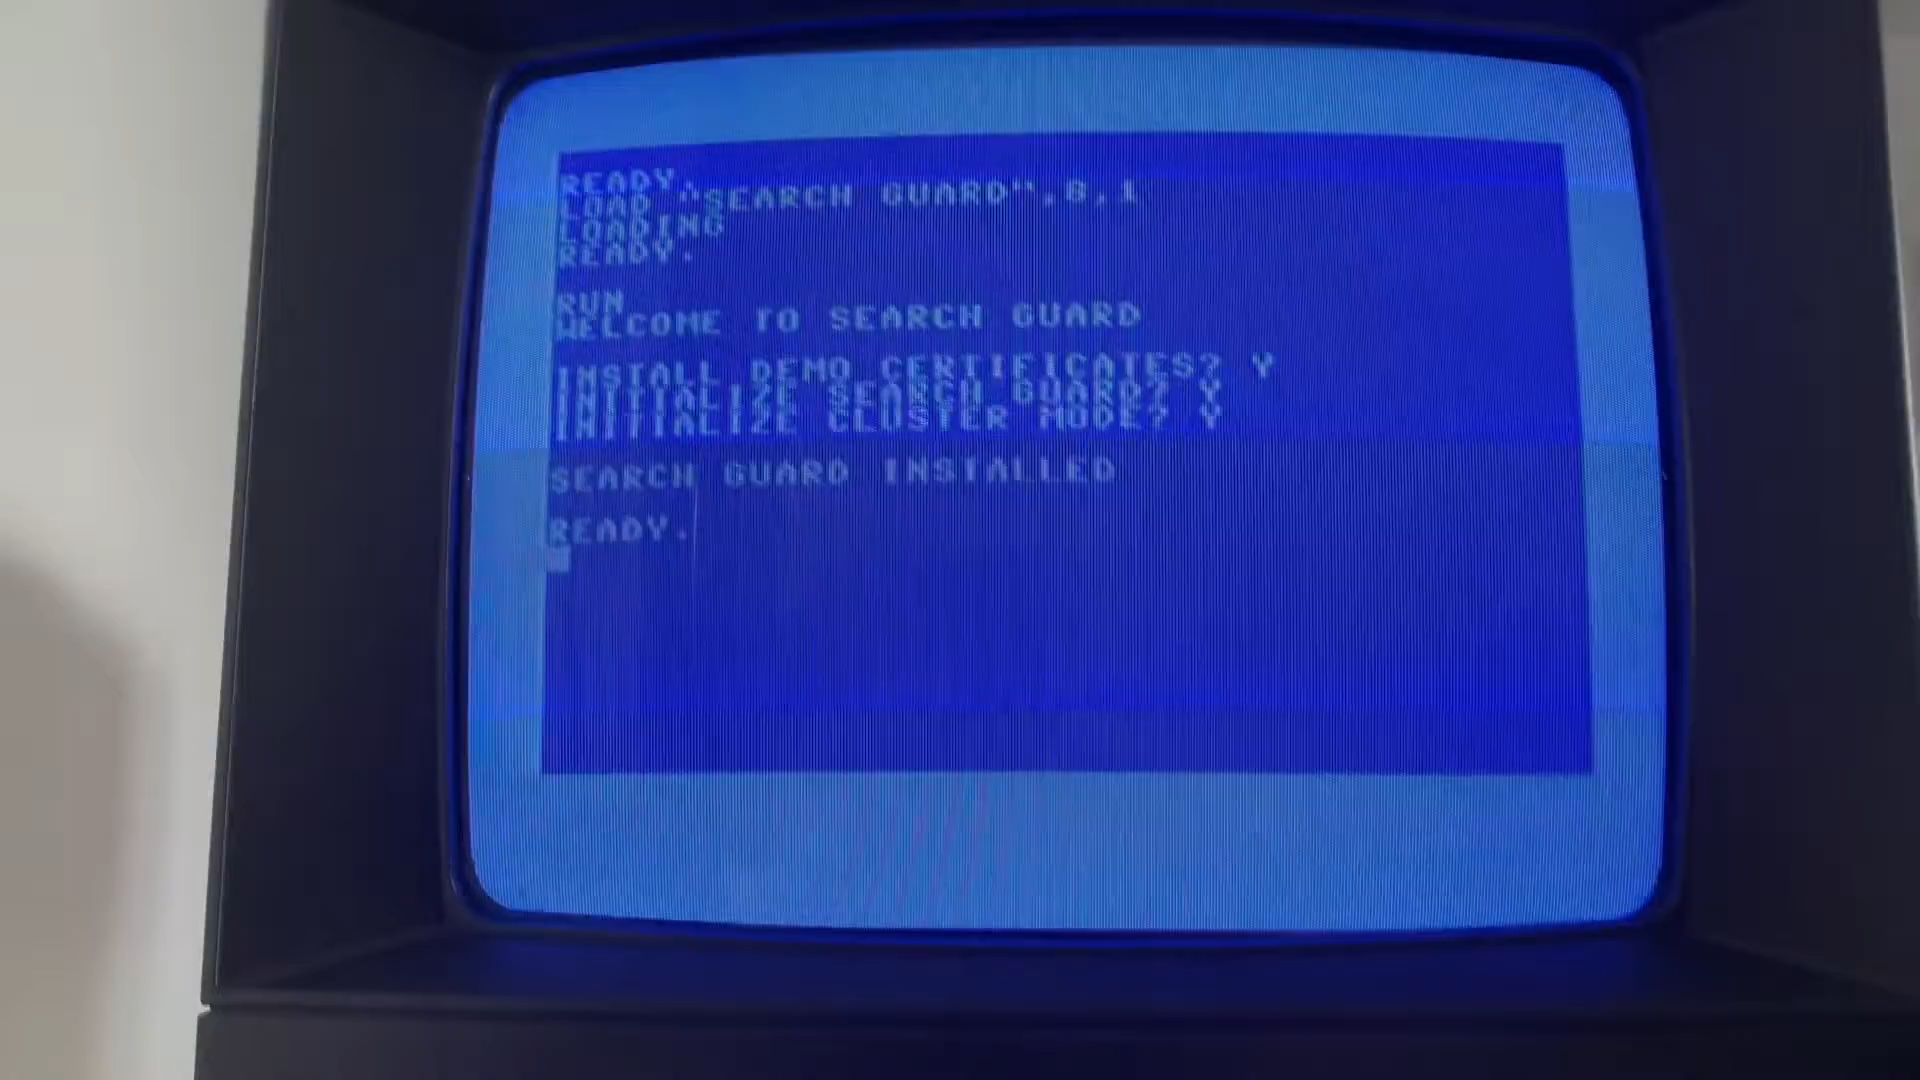 READY.
LOAD "SEARCH GUARD",8,1
LOADING
READY.
RUN
WELCOME TO SEARCH GUARD
INSTALL DEMO CERTIFICATES? Y
INITIALIZE SEARCH GUARD? Y
INITIALIZE CLUSTER MODE? Y
SEARCH GUARD INSTALLED
READY.